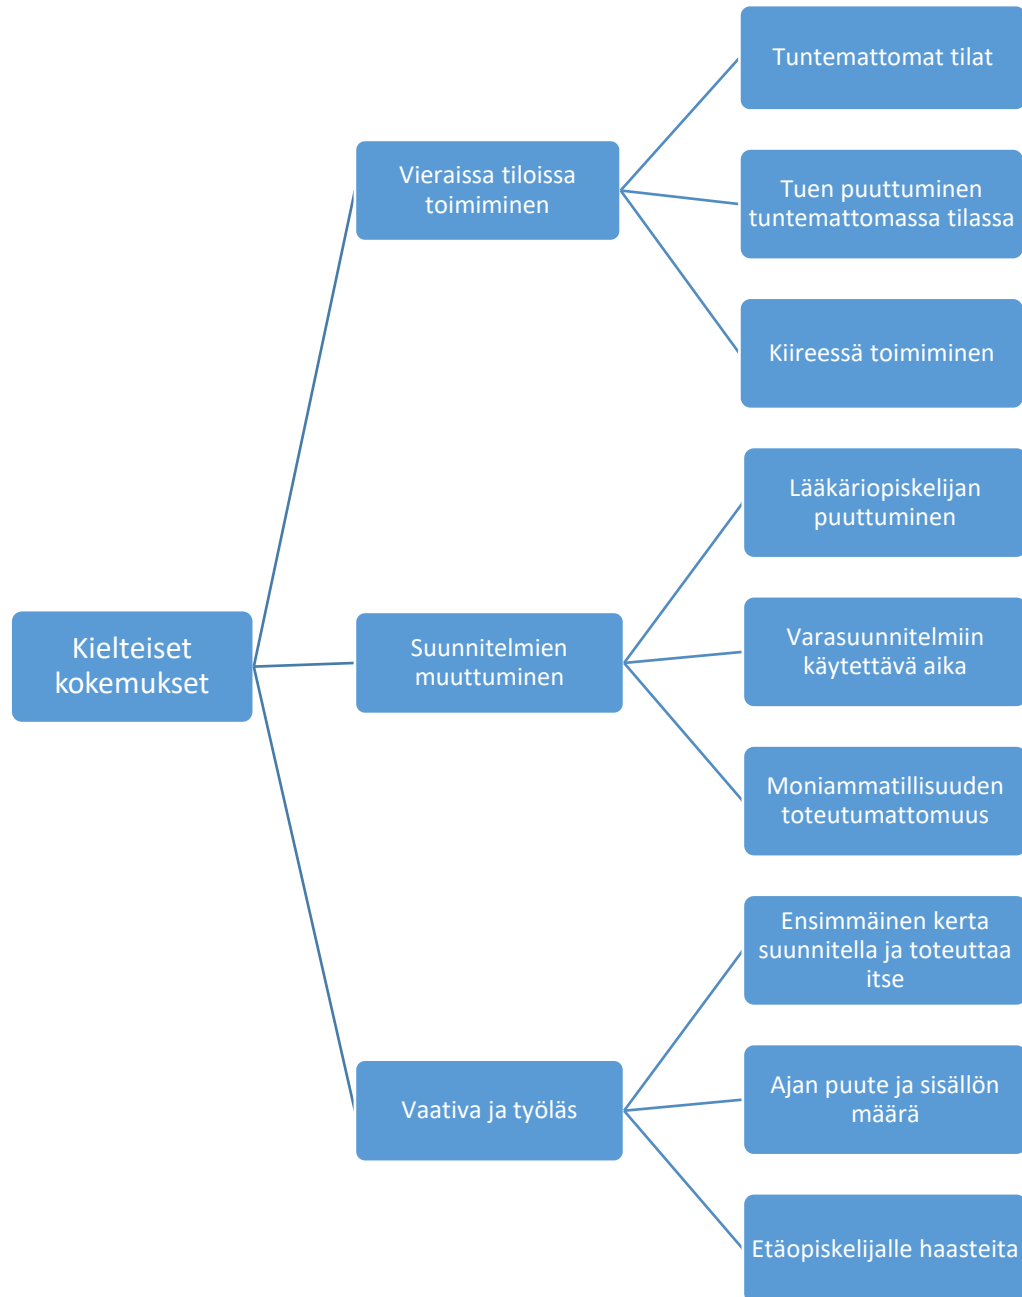 Kielteiset
kokemukset
Vieraissa tiloissa
toimiminen
Tuntemattomat tilat
Tuen puuttuminen
tuntemattomassa tilassa
Kiireessä toimiminen
Suunnitelmien
muuttuminen
Lääkäriopiskelijan
puuttuminen
Varasuunnitelmiin
käytettävä aika
Moniammatillisuuden
toteutumattomuus
Vaativa ja työläs
Ensimmäinen kerta
suunnitella ja toteuttaa
itse
Ajan puute ja sisällön
määrä
Etäopiskelijalle haasteita